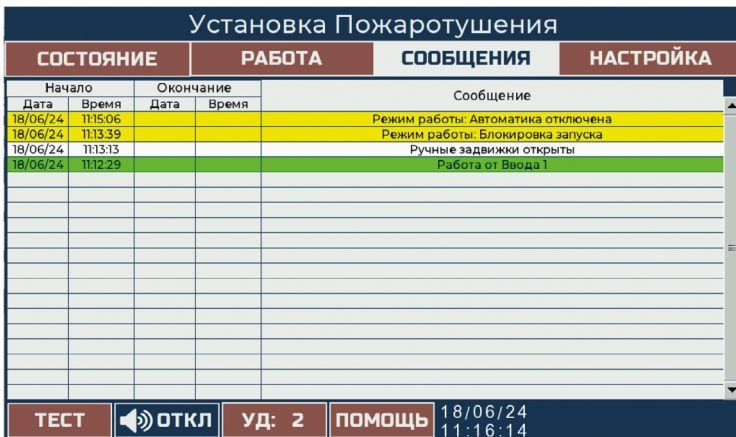 Установка Пожаротушения
СОСТОЯНИЕ РАБОТА СООБЩЕНИЯ НАСТРОЙКА
Начало Окончание Сообщение
Дата Время Дата Время
18/06/24 11:15:06 Режим работы: Автоматика отключена
18/06/24 11:13:39 Режим работы: Блокировка запуска
18/06/24 11:13:13 Ручные задвижки открыты
18/06/24 11:12:29 Работа от Ввода 1
ТЕСТ ОТКЛ УД: 2 ПОМОЩЬ 18/06/24
11:16:14